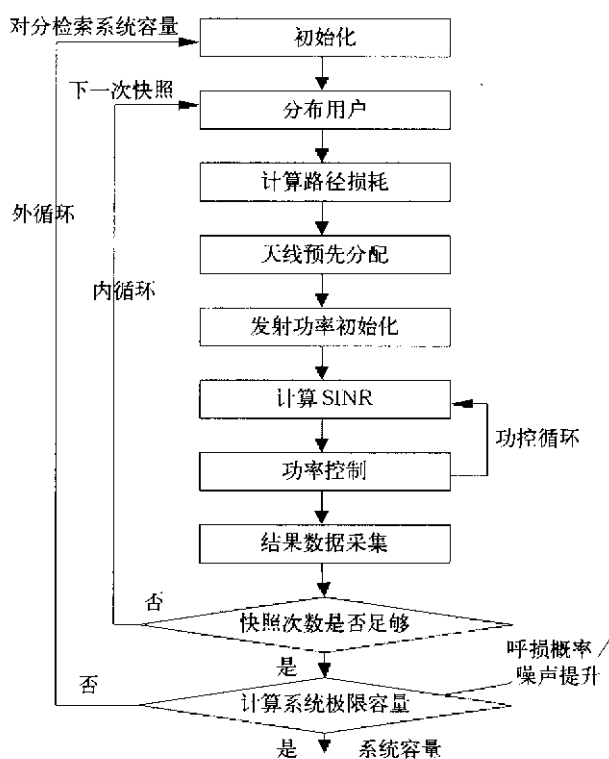 对分检索系统容量
初始化
下一次快照
分布用户
计算路径损耗
外循环
天线预先分配
内循环
发射功率初始化
计算SINR
功控循环
功率控制
结果数据采集
否
快照次数是否足够
呼损概率/
噪声提升
是
否
计算系统极限容量
是
系统容量